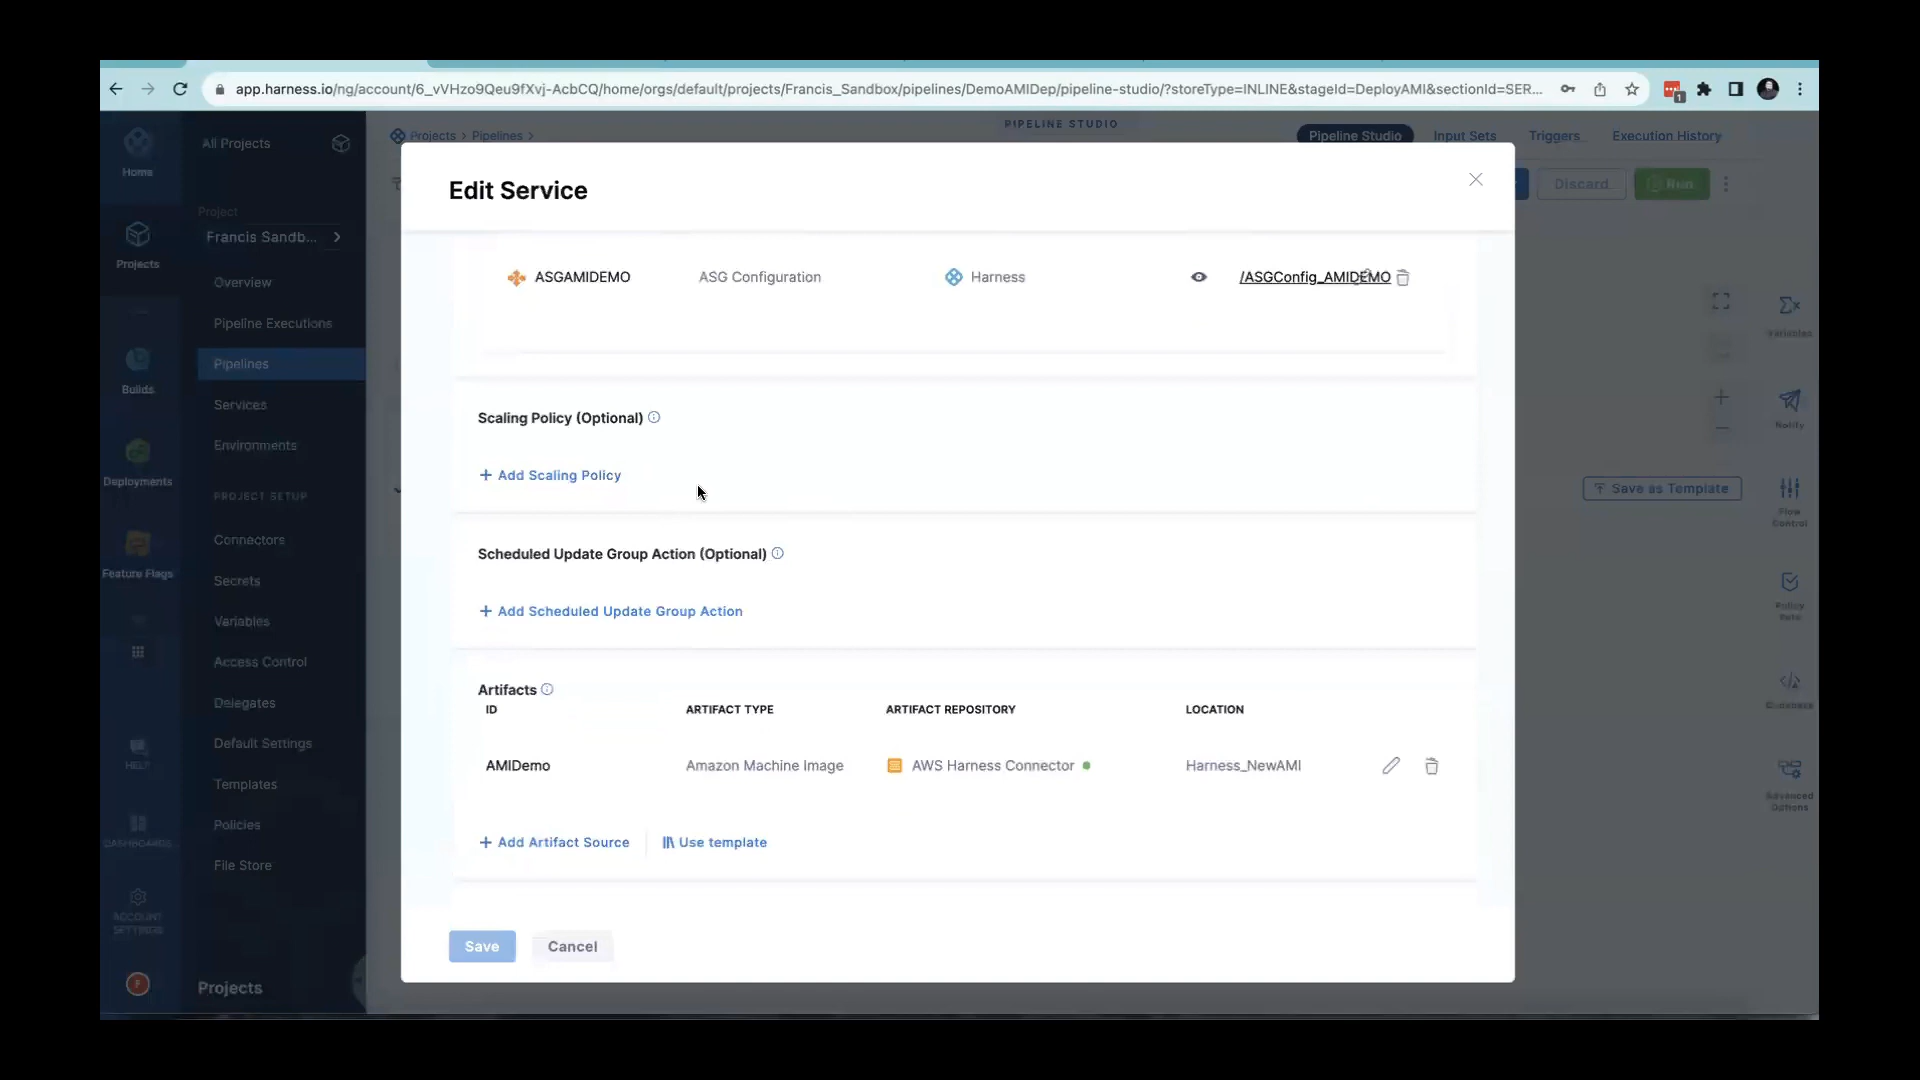 app.harness.io/ng/account/6_vVHzo9Qeu9fXvj-AcbCQ/home/orgs/default/projects/Francis_Sandbox/pipelines/DemoAMIDep/pipeline-studio/?storeType=INLINE&stageId=DeployAMI&sectionId=SER...
1
Home
Projects
Builds
Deployments
Feature Flags
HELP
DASHBOARDS
ACCOUNT SETTINGS
F
All Projects
Project
Francis Sandb...
Overview
Pipeline Executions
Pipelines
Services
Environments
PROJECT SETUP
Connectors
Secrets
Variables
Access Control
Delegates
Default Settings
Templates
Policies
File Store
Projects
Projects > Pipelines >
PIPELINE STUDIO
Pipeline Studio
Input Sets
Triggers
Execution History
Discard
Run
Edit Service
ASGAMIDEMO
ASG Configuration
Harness
/ASGConfig_AMIDEMO
Scaling Policy (Optional)
+ Add Scaling Policy
Scheduled Update Group Action (Optional)
+ Add Scheduled Update Group Action
Artifacts
ID
ARTIFACT TYPE
ARTIFACT REPOSITORY
LOCATION
AMIDemo
Amazon Machine Image
AWS Harness Connector
Harness_NewAMI
+ Add Artifact Source
Use template
Save
Cancel
Save as Template
Variables
Notify
Flow
Control
Policy
Sets
Codebase
Advanced
Options